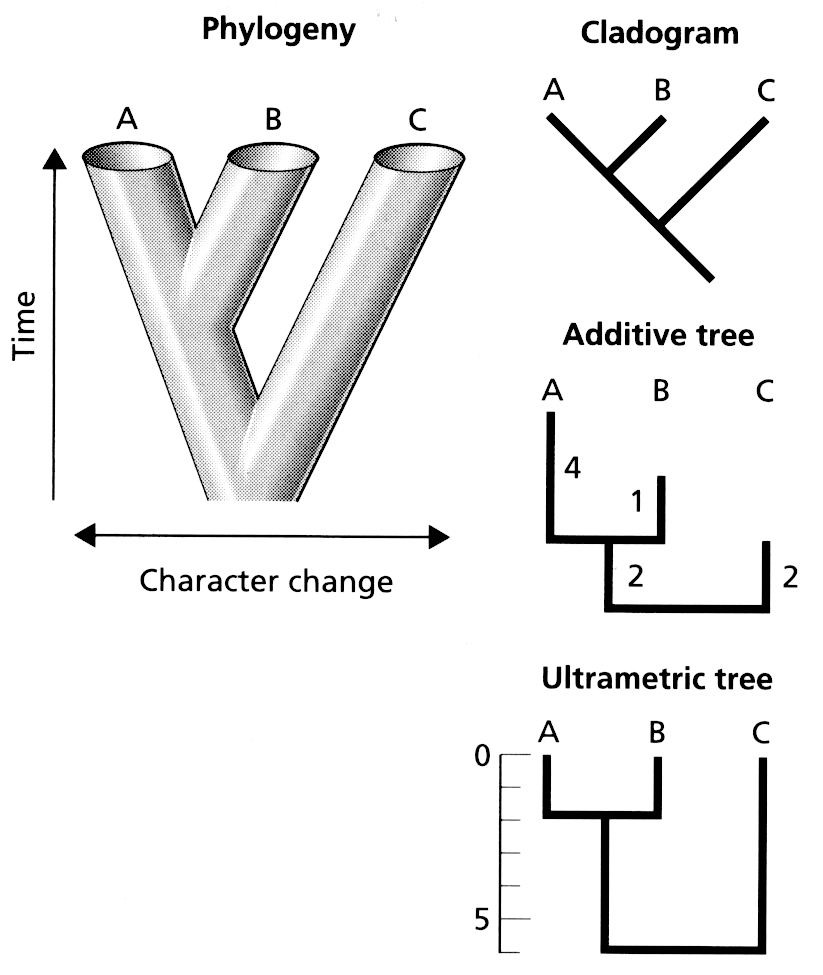 Phylogeny
A B C
Time
Character change
Cladogram
A B C
Additive tree
A B C
4
1
2
2
Ultrametric tree
A B C
0
5